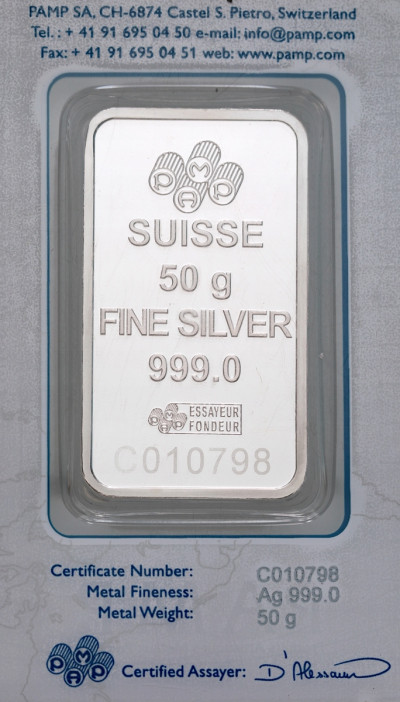 PAMP SA, CH-6874 Castel S. Pietro, Switzerland
Tel. : + 41 91 695 04 50 e-mail: info@pamp.com
Fax: + 41 91 695 04 51 web: www.pamp.com
PAMP
SUISSE
50 g
FINE SILVER
999.0
PAMP
ESSAYEUR
FONDEUR
C010798
Certificate Number: C010798
Metal Fineness: Ag 999.0
Metal Weight: 50 g
PAMP
Certified Assayer: